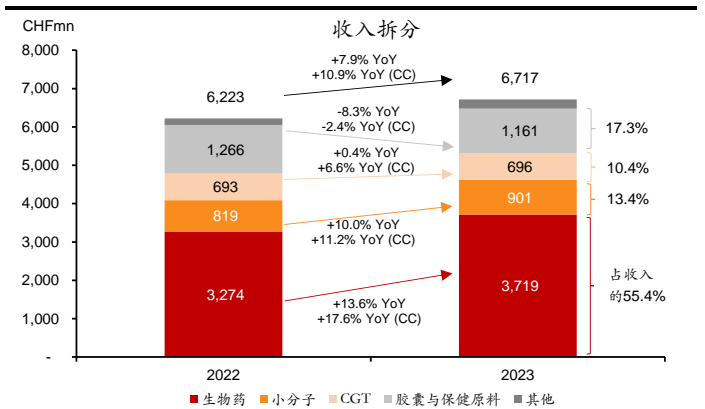 CHFmn
收入拆分
8,000
7,000
6,000
5,000
4,000
3,000
2,000
1,000
-
6,223
1,266
693
819
3,274
+7.9% YoY
+10.9% YoY (CC)
-8.3% YoY
-2.4% YoY (CC)
+0.4% YoY
+6.6% YoY (CC)
+10.0% YoY
+11.2% YoY (CC)
+13.6% YoY
+17.6% YoY (CC)
6,717
1,161
696
901
3,719
17.3%
10.4%
13.4%
占收入
的55.4%
2022
2023
生物药 小分子 CGT 胶囊与保健原料 其他